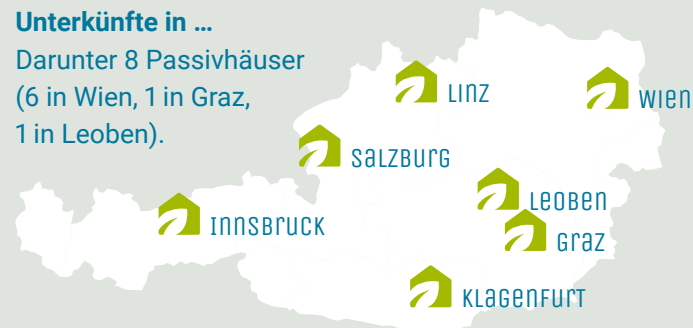 Unterkünfte in ...
Darunter 8 Passivhäuser
(6 in Wien, 1 in Graz,
1 in Leoben).
LINZ
WIEN
SALZBURG
LEOBEN
INNSBRUCK
GRAZ
KLAGENFURT